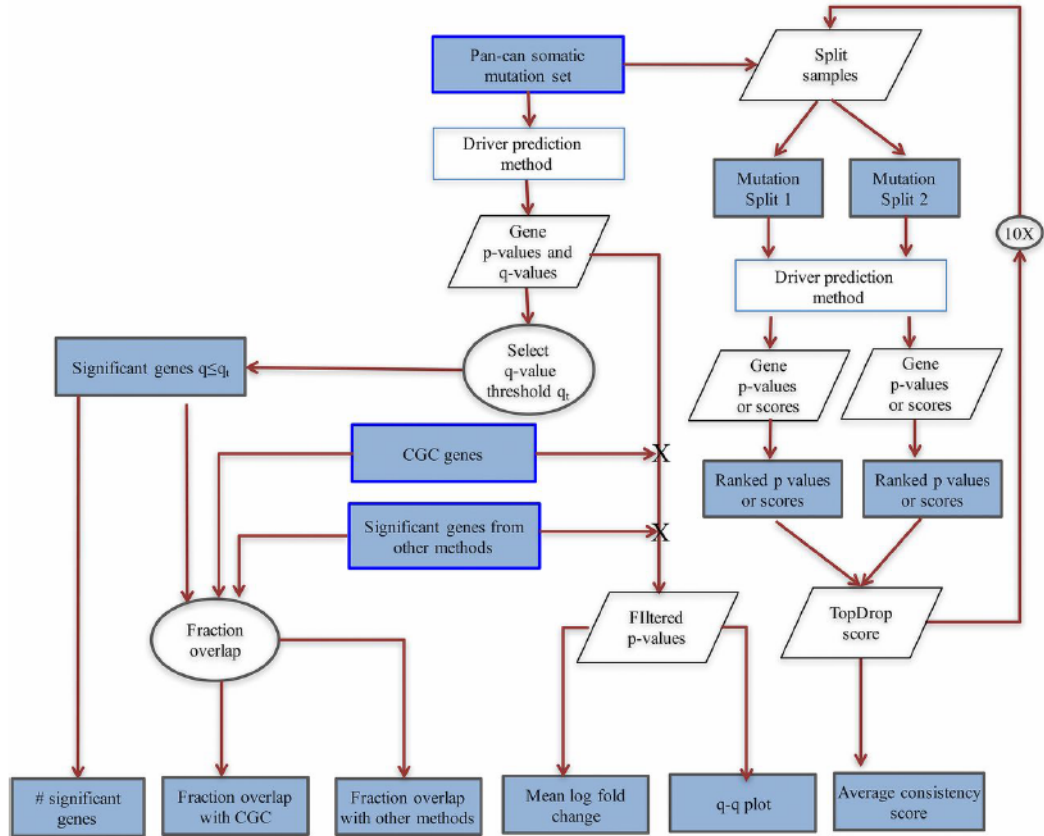 Pan-can somatic
mutation set
Split
samples
Driver prediction
method
Mutation
Split 1
Mutation
Split 2
10X
Gene
p-values and
q-values
Driver prediction
method
Select
q-value
threshold qt
Significant genes q≤qt
Gene
p-values
or scores
Gene
p-values
or scores
CGC genes
X
Ranked p values
or scores
Ranked p values
or scores
Significant genes from
other methods
X
Fraction
overlap
FIltered
p-values
TopDrop
score
# significant
genes
Fraction overlap
with CGC
Fraction overlap
with other methods
Mean log fold
change
q-q plot
Average consistency
score